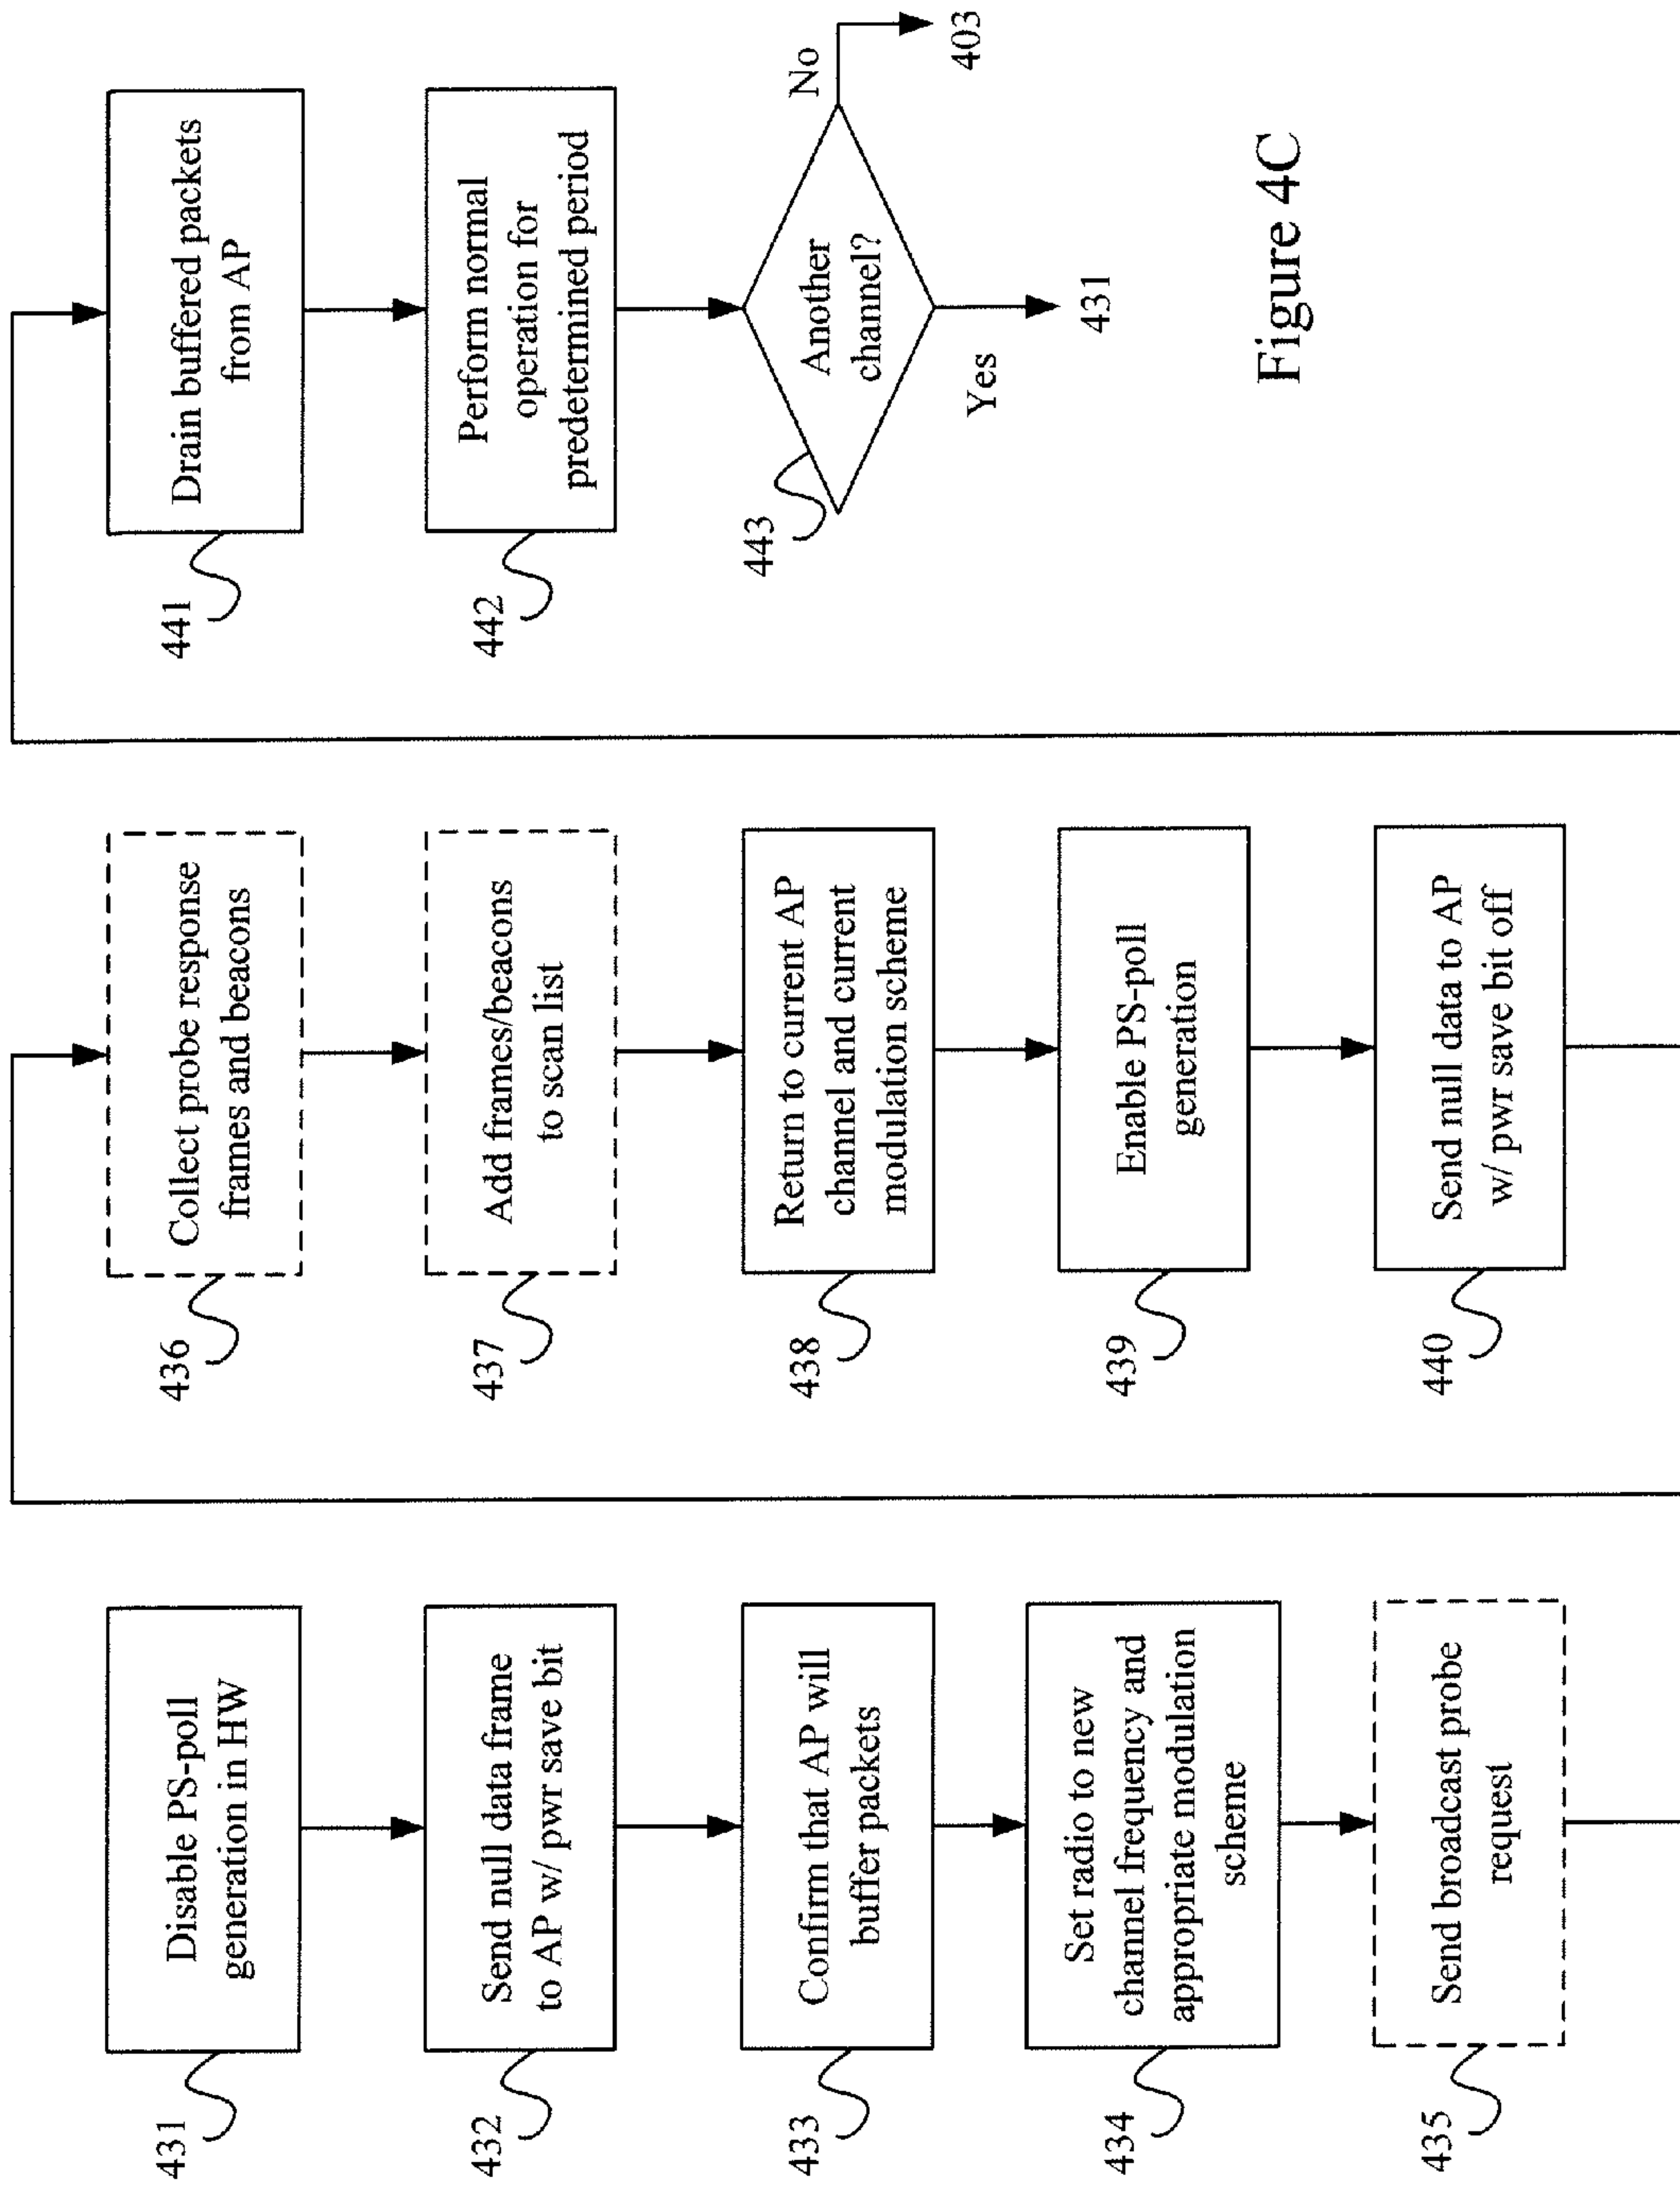 431
Disable PS-poll
generation in HW
432
Send null data frame
to AP w/ pwr save bit
433
Confirm that AP will
buffer packets
434
Set radio to new
channel frequency and
appropriate modulation
scheme
435
Send broadcast probe
request
436
Collect probe response
frames and beacons
437
Add frames/beacons
to scan list
438
Return to current AP
channel and current
modulation scheme
439
Enable PS-poll
generation
440
Send null data to AP
w/ pwr save bit off
441
Drain buffered packets
from AP
442
Perform normal
operation for
predetermined period
443
Another
channel?
No
403
Yes
431
Figure 4C